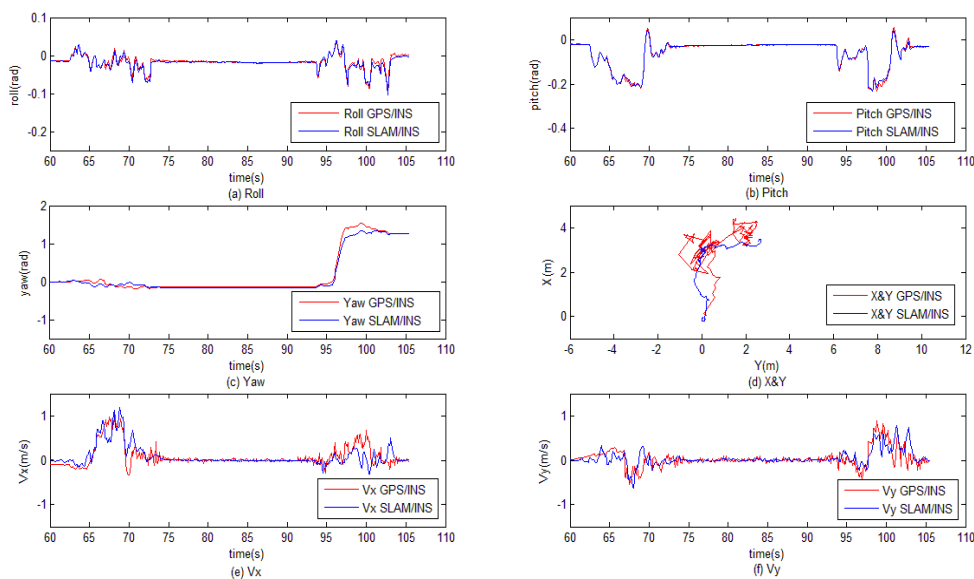 0.1
0
-0.1
-0.2
roll(rad)
Roll GPS/INS
Roll SLAM/INS
60 65 70 75 80 85 90 95 100 105 110
time(s)
(a) Roll
0
-0.2
-0.4
pitch(rad)
Pitch GPS/INS
Pitch SLAM/INS
60 65 70 75 80 85 90 95 100 105 110
time(s)
(b) Pitch
2
1
0
-1
yaw(rad)
Yaw GPS/INS
Yaw SLAM/INS
60 65 70 75 80 85 90 95 100 105 110
time(s)
(c) Yaw
4
2
0
X(m)
X&Y GPS/INS
X&Y SLAM/INS
-6 -4 -2 0 2 4 6 8 10 12
Y(m)
(d) X&Y
1
0
-1
Vx(m/s)
Vx GPS/INS
Vx SLAM/INS
60 65 70 75 80 85 90 95 100 105 110
time(s)
(e) Vx
1
0
-1
Vy(m/s)
Vy GPS/INS
Vy SLAM/INS
60 65 70 75 80 85 90 95 100 105 110
time(s)
(f) Vy